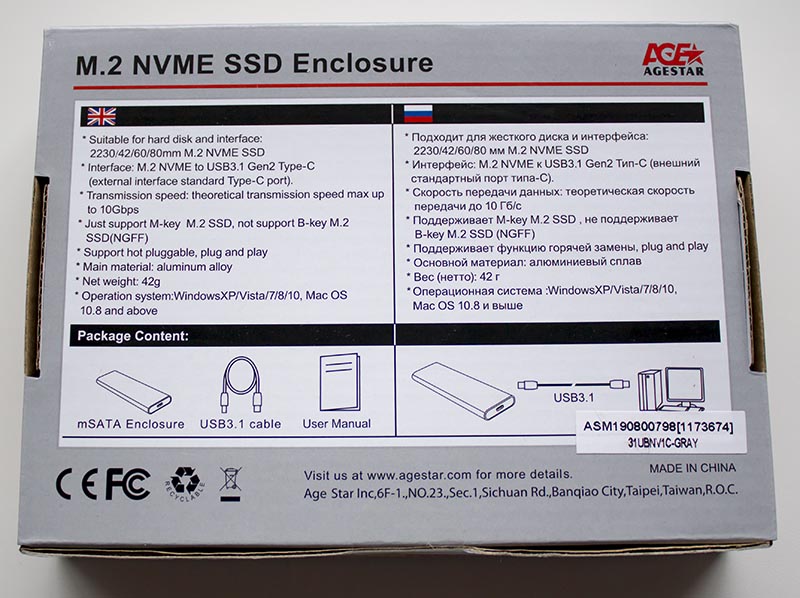 M.2 NVME SSD Enclosure
AGE
AGESTAR
* Suitable for hard disk and interface:
2230/42/60/80mm M.2 NVME SSD
* Interface: M.2 NVME to USB3.1 Gen2 Type-C
(external interface standard Type-C port).
* Transmission speed: theoretical transmission speed max up
to 10Gbps
* Just support M-key M.2 SSD, not support B-key M.2
SSD(NGFF)
* Support hot pluggable, plug and play
* Main material: aluminum alloy
* Net weight: 42g
* Operation system:WindowsXP/Vista/7/8/10, Mac OS
10.8 and above
* Подходит для жесткого диска и интерфейса:
2230/42/60/80 мм M.2 NVME SSD
* Интерфейс: M.2 NVME к USB3.1 Gen2 Тип-C (внешний
стандартный порт типа-C).
* Скорость передачи данных: теоретическая скорость
передачи до 10 Гб/с
* Поддерживает M-key M.2 SSD , не поддерживает
B-key M.2 SSD (NGFF)
* Поддерживает функцию горячей замены, plug and play
* Основной материал: алюминиевый сплав
* Вес (нетто): 42 г
* Операционная система :WindowsXP/Vista/7/8/10,
Mac OS 10.8 и выше
Package Content:
mSATA Enclosure
USB3.1 cable
User Manual
USB3.1
ASM190800798[1173674]
31UBNV1C-GRAY
MADE IN CHINA
CE FC
RECYCLABLE
Visit us at www.agestar.com for more details.
Age Star Inc,6F-1.,NO.23.,Sec.1,Sichuan Rd.,Banqiao City,Taipei,Taiwan,R.O.C.